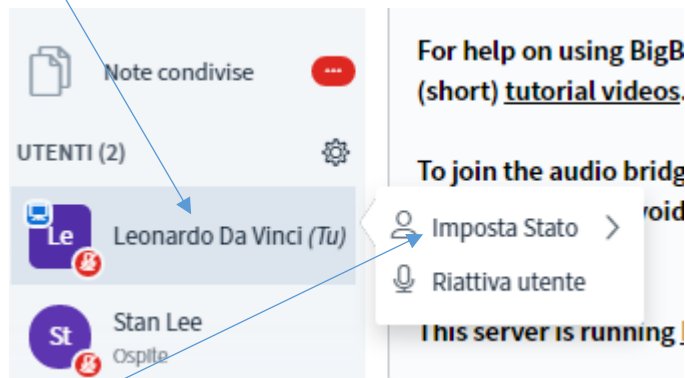 Note condivise
UTENTI (2)
Le
Leonardo Da Vinci (Tu)
St
Stan Lee
Ospite
For help on using BigB
(short) tutorial videos.
To join the audio bridg
void
Imposta Stato
Riattiva utente
This server is running